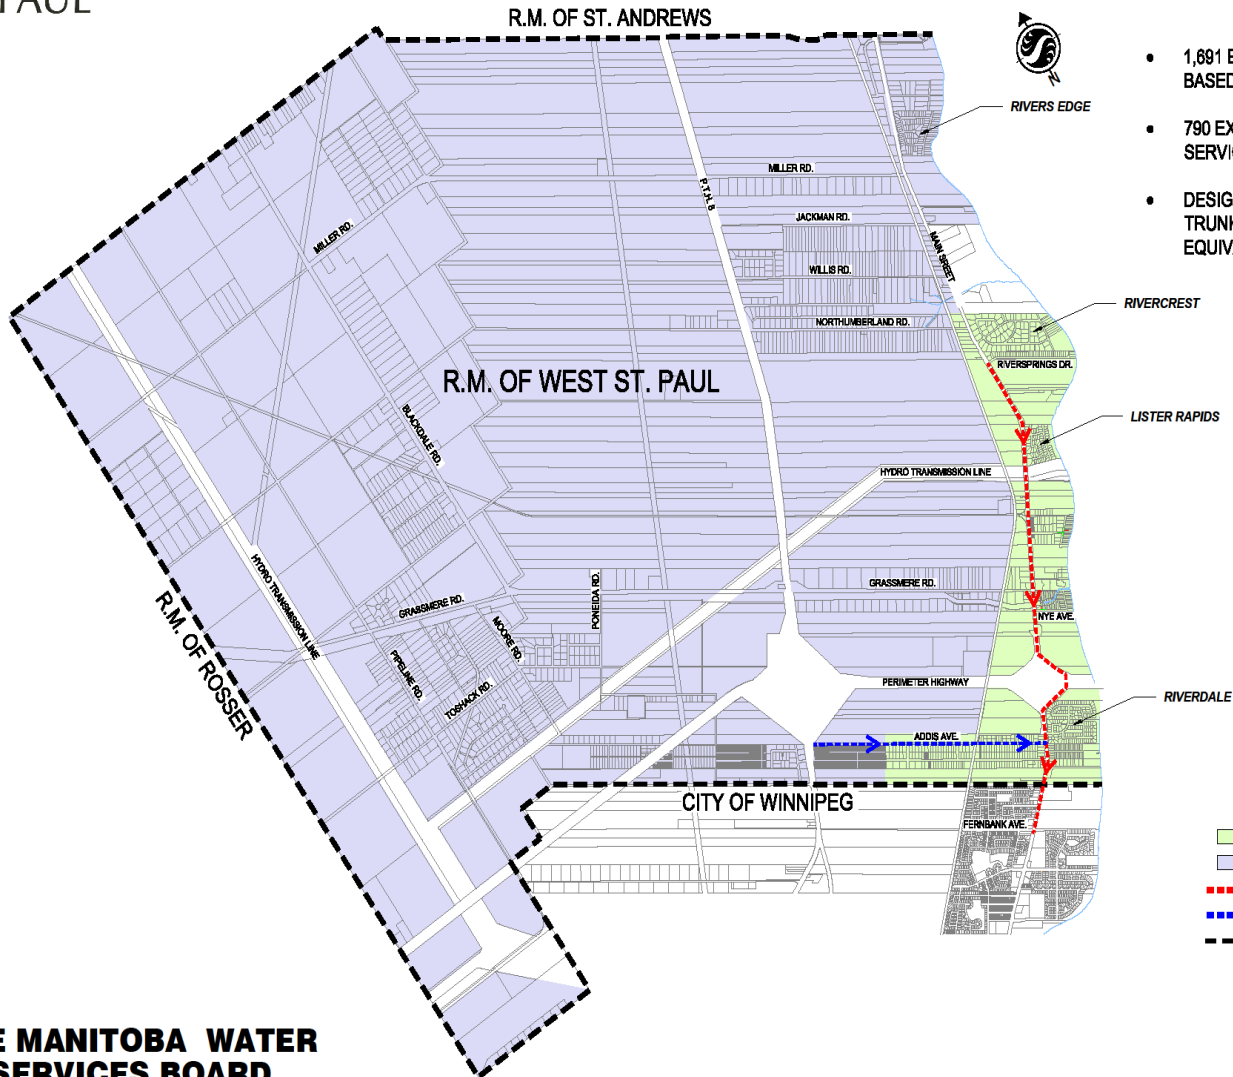 PAUL
R.M. OF ST. ANDREWS
N
• 1,691 E
BASED
RIVERS EDGE
• 790 EX
SERVI
MILLER RD.
P.T.H. 8
• DESIG
TRUNK
EQUIV
JACKMAN RD.
MILLER RD.
MAIN SREET
WILLIS RD.
RIVERCREST
NORTHUMBERLAND RD.
RIVERSPRINGS DR.
R.M. OF WEST ST. PAUL
LISTER RAPIDS
BLACKDALE RD.
HYDRO TRANSMISSION LINE
GRASSMERE RD.
PONEIDA RD.
HYDRO TRANSMISSION LINE
GRASSMERE RD.
NYE AVE.
R.M. OF ROSSER
MOORE RD.
PIPELINE RD.
PERIMETER HIGHWAY
TOSHACK RD.
RIVERDALE
ADDIS AVE.
CITY OF WINNIPEG
FERNBANK AVE.
E MANITOBA WATER
SERVICES BOARD